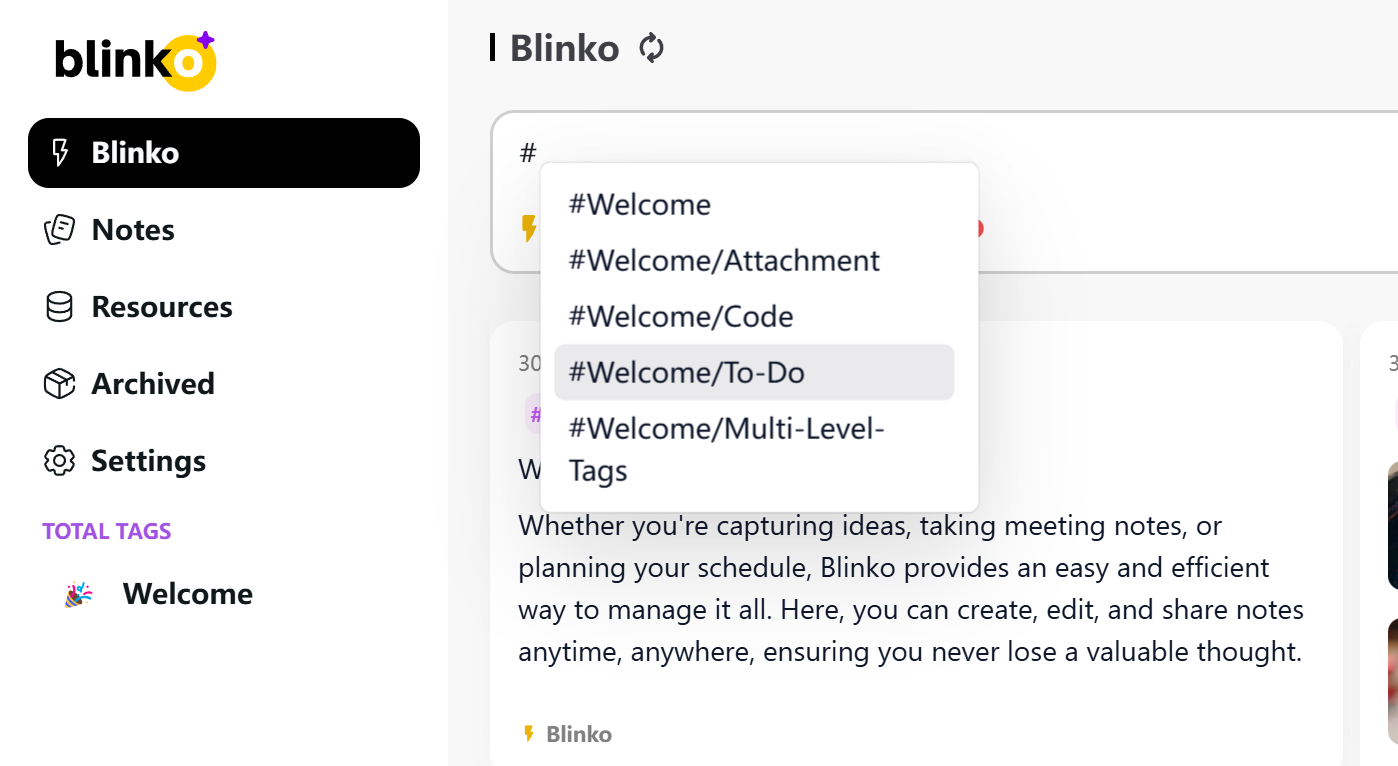 blinko
Blinko
Notes
Resources
Archived
Settings
TOTAL TAGS
Welcome
Blinko
#
#Welcome
#Welcome/Attachment
#Welcome/Code
#Welcome/To-Do
#Welcome/Multi-Level-
Tags
30
#
W
Whether you're capturing ideas, taking meeting notes, or
planning your schedule, Blinko provides an easy and efficient
way to manage it all. Here, you can create, edit, and share notes
anytime, anywhere, ensuring you never lose a valuable thought.
Blinko
3